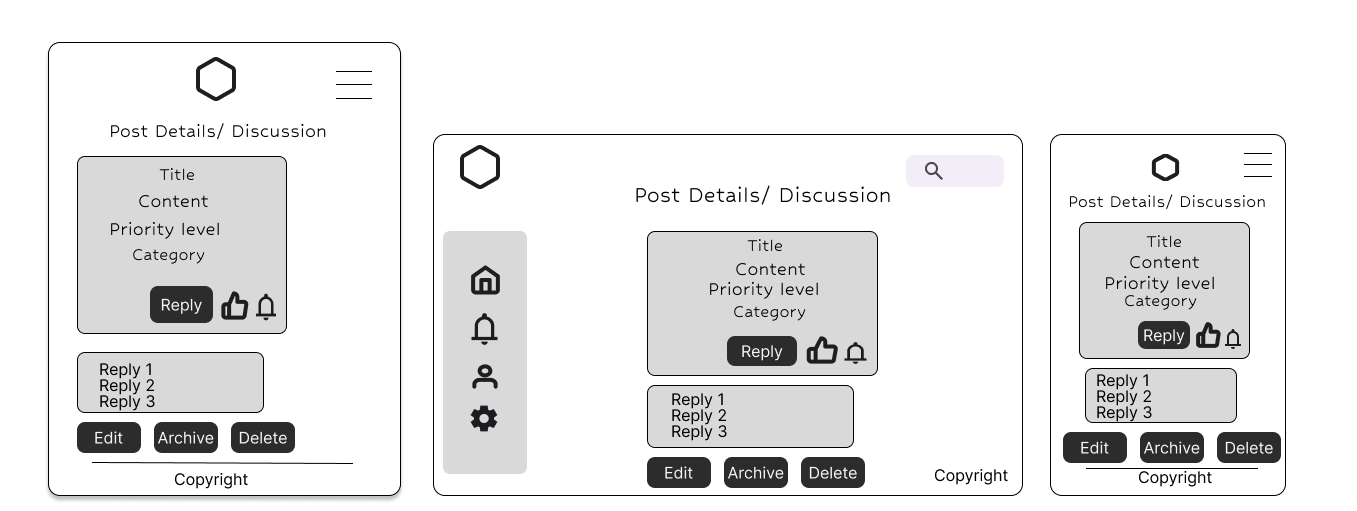 Post Details/ Discussion
Title
Content
Priority level
Category
Reply
Reply 1
Reply 2
Reply 3
Edit Archive Delete
Copyright
Post Details/ Discussion
Title
Content
Priority level
Category
Reply
Reply 1
Reply 2
Reply 3
Edit Archive Delete
Copyright
Post Details/ Discussion
Title
Content
Priority level
Category
Reply
Reply 1
Reply 2
Reply 3
Edit Archive Delete
Copyright